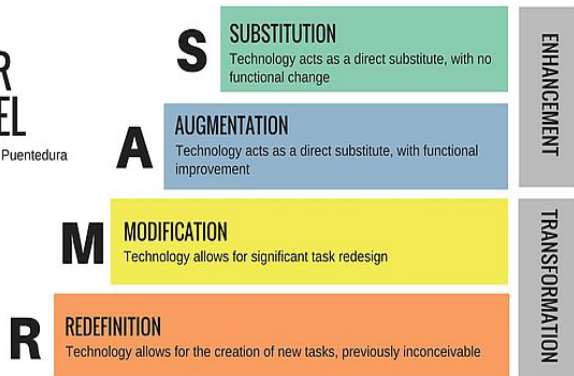 R
EL
Puentedura
S
SUBSTITUTION
Technology acts as a direct substitute, with no
functional change
A
AUGMENTATION
Technology acts as a direct substitute, with functional
improvement
ENHANCEMENT
M
MODIFICATION
Technology allows for significant task redesign
R
REDEFINITION
Technology allows for the creation of new tasks, previously inconceivable
TRANSFORMATION